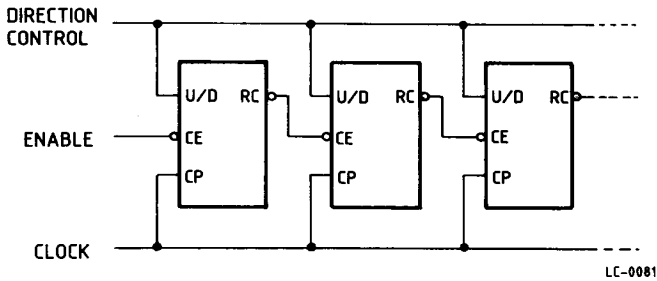 DIRECTION
CONTROL
U/D RC U/D RC U/D RC
ENABLE CE CE CE
CP CP CP
CLOCK
LC-0081